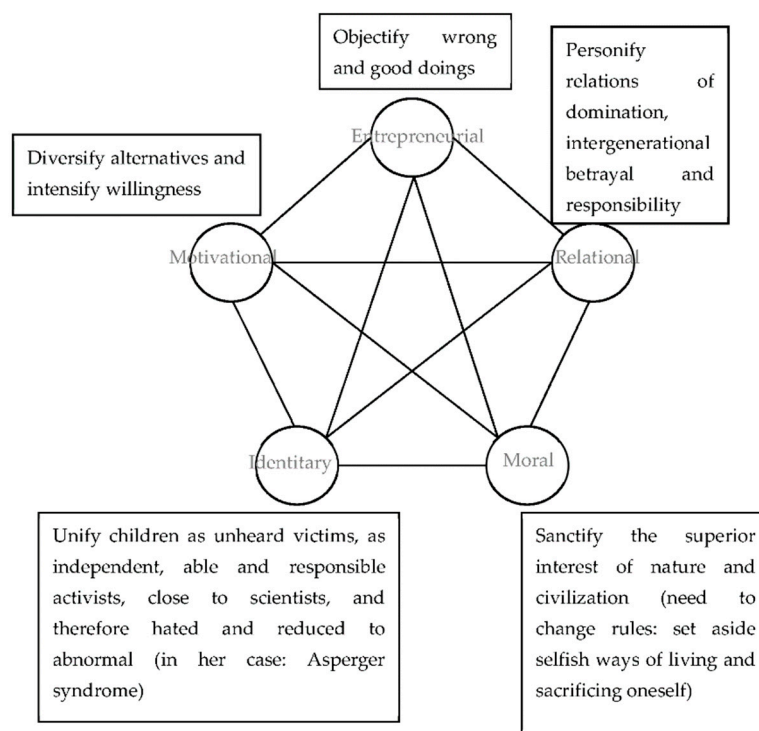 Objectify wrong
and good doings
Personify
relations of
domination,
intergenerational
betrayal and
responsibility
Entrepreneurial
Diversify alternatives and
intensify willingness
Motivational
Relational
Identitary
Moral
Unify children as unheard victims, as
independent, able and responsible
activists, close to scientists, and
therefore hated and reduced to
abnormal (in her case: Asperger
syndrome)
Sanctify the superior
interest of nature and
civilization (need to
change rules: set aside
selfish ways of living and
sacrificing oneself)